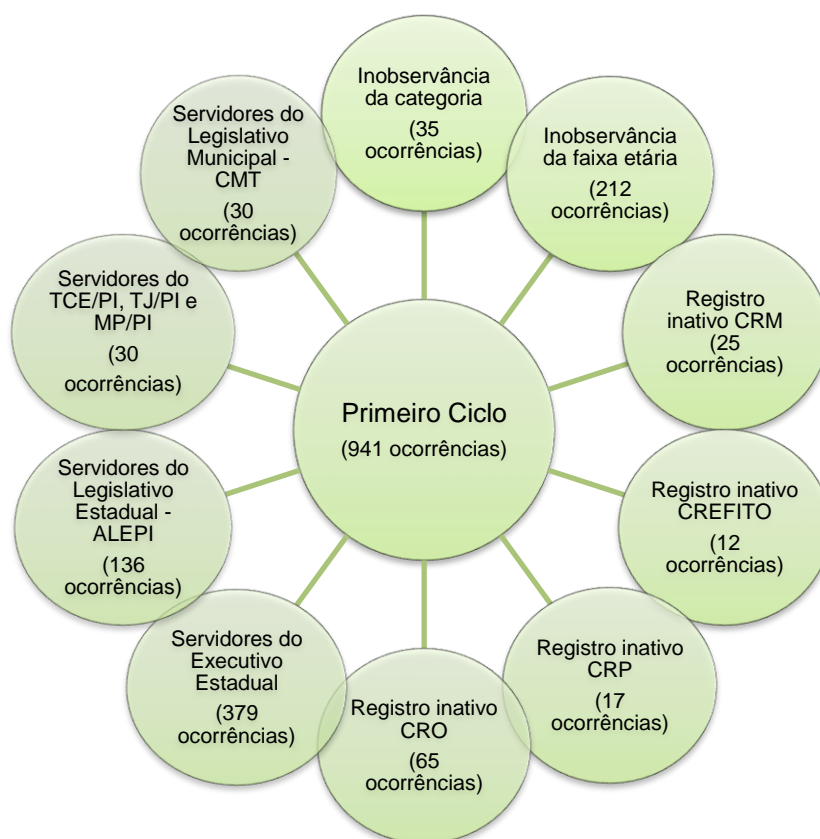 Inobservância
da categoria
(35
ocorrências)
Inobservância
da faixa etária
(212
ocorrências)
Registro
inativo CRM
(25
ocorrências)
Registro inativo
CREFITO
(12
ocorrências)
Registro inativo
CRP
(17
ocorrências)
Registro inativo
CRO
(65
ocorrências)
Servidores do
Executivo
Estadual
(379
ocorrências)
Servidores do
Legislativo
Estadual -
ALEPI
(136
ocorrências)
Servidores do
TCE/PI, TJ/PI e
MP/PI
(30
ocorrências)
Servidores do
Legislativo
Municipal -
CMT
(30
ocorrências)
Primeiro Ciclo
(941 ocorrências)